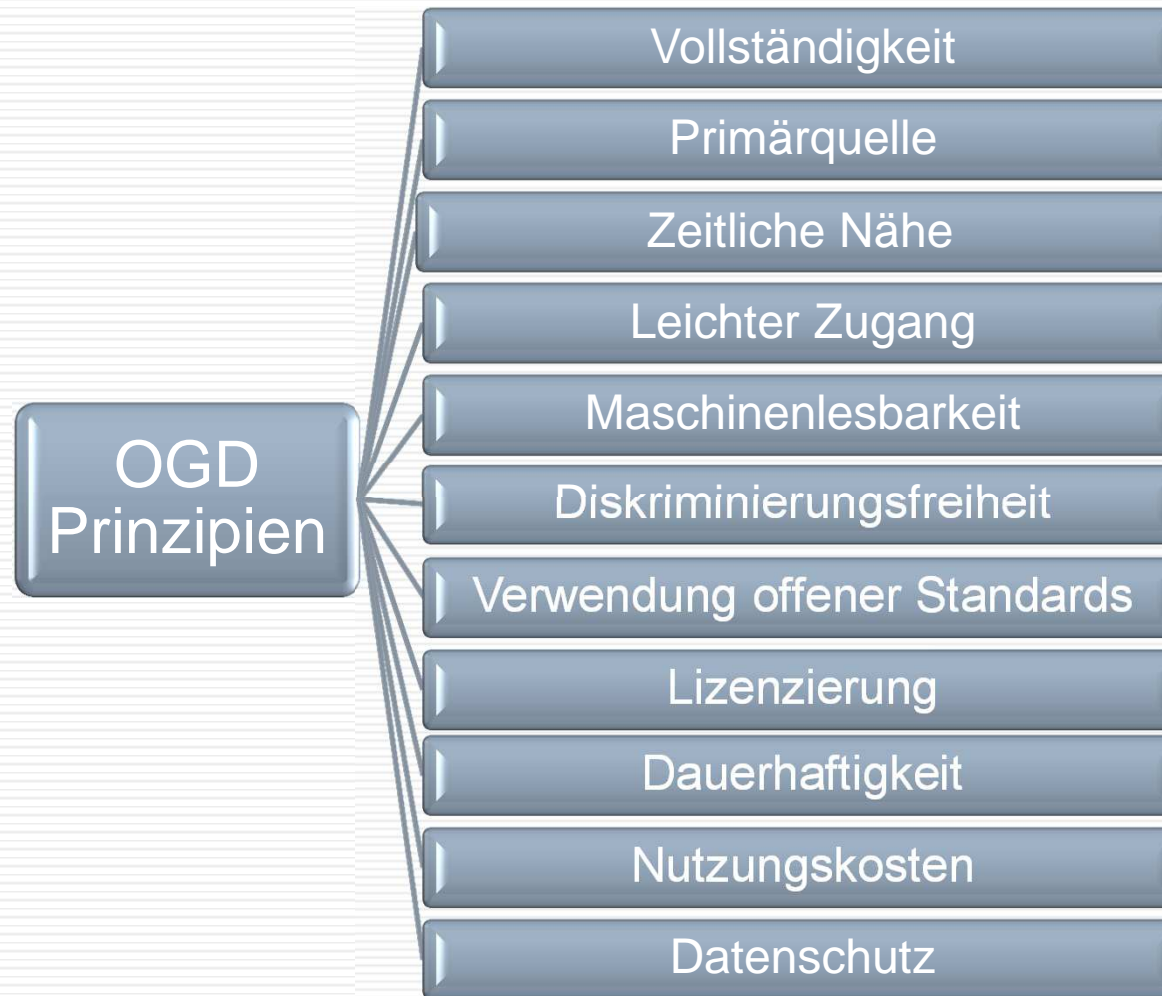 OGD
Prinzipien
Vollständigkeit
Primärquelle
Zeitliche Nähe
Leichter Zugang
Maschinenlesbarkeit
Diskriminierungsfreiheit
Verwendung offener Standards
Lizenzierung
Dauerhaftigkeit
Nutzungskosten
Datenschutz